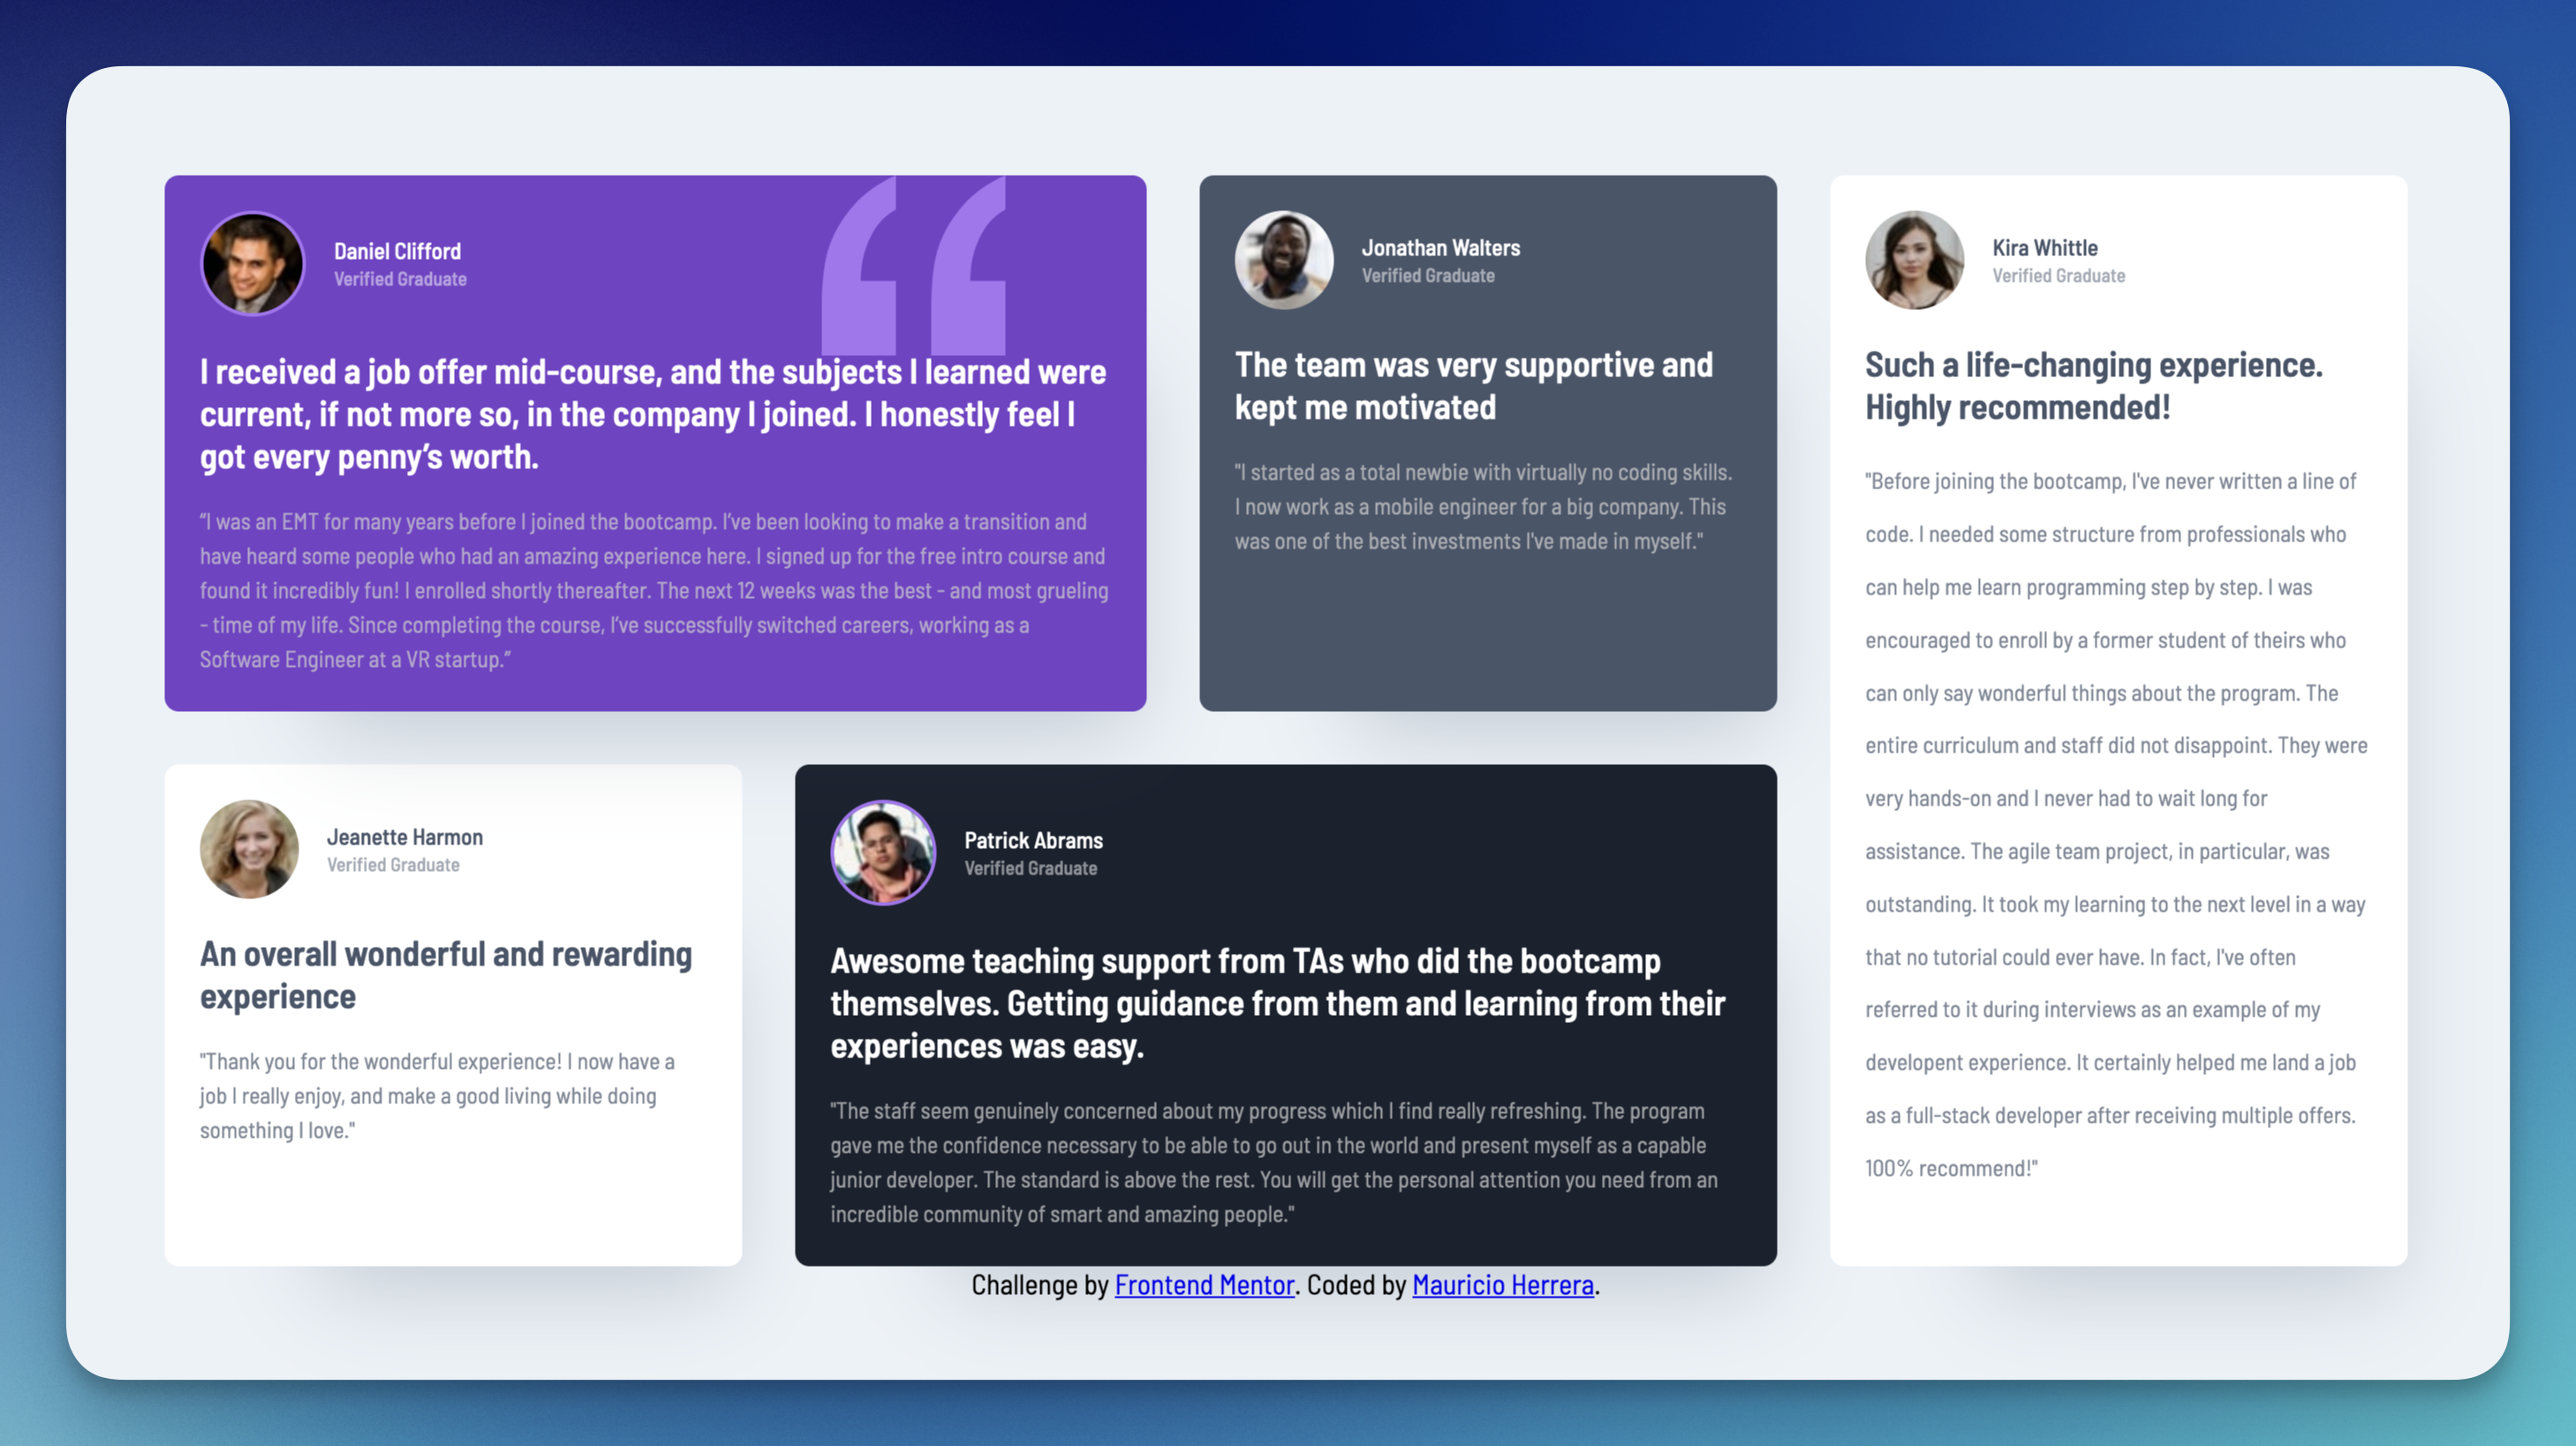 Daniel Clifford
Verified Graduate
I received a job offer mid-course, and the subjects I learned were
current, if not more so, in the company I joined. I honestly feel I
got every penny’s worth.
“I was an EMT for many years before I joined the bootcamp. I’ve been looking to make a transition and
have heard some people who had an amazing experience here. I signed up for the free intro course and
found it incredibly fun! I enrolled shortly thereafter. The next 12 weeks was the best - and most grueling
- time of my life. Since completing the course, I’ve successfully switched careers, working as a
Software Engineer at a VR startup.”
Jonathan Walters
Verified Graduate
The team was very supportive and
kept me motivated
"I started as a total newbie with virtually no coding skills.
I now work as a mobile engineer for a big company. This
was one of the best investments I've made in myself."
Kira Whittle
Verified Graduate
Such a life-changing experience.
Highly recommended!
"Before joining the bootcamp, I've never written a line of
code. I needed some structure from professionals who
can help me learn programming step by step. I was
encouraged to enroll by a former student of theirs who
can only say wonderful things about the program. The
entire curriculum and staff did not disappoint. They were
very hands-on and I never had to wait long for
assistance. The agile team project, in particular, was
outstanding. It took my learning to the next level in a way
that no tutorial could ever have. In fact, I've often
referred to it during interviews as an example of my
developent experience. It certainly helped me land a job
as a full-stack developer after receiving multiple offers.
100% recommend!"
Jeanette Harmon
Verified Graduate
An overall wonderful and rewarding
experience
"Thank you for the wonderful experience! I now have a
job I really enjoy, and make a good living while doing
something I love."
Patrick Abrams
Verified Graduate
Awesome teaching support from TAs who did the bootcamp
themselves. Getting guidance from them and learning from their
experiences was easy.
"The staff seem genuinely concerned about my progress which I find really refreshing. The program
gave me the confidence necessary to be able to go out in the world and present myself as a capable
junior developer. The standard is above the rest. You will get the personal attention you need from an
incredible community of smart and amazing people."
Challenge by Frontend Mentor. Coded by Mauricio Herrera.